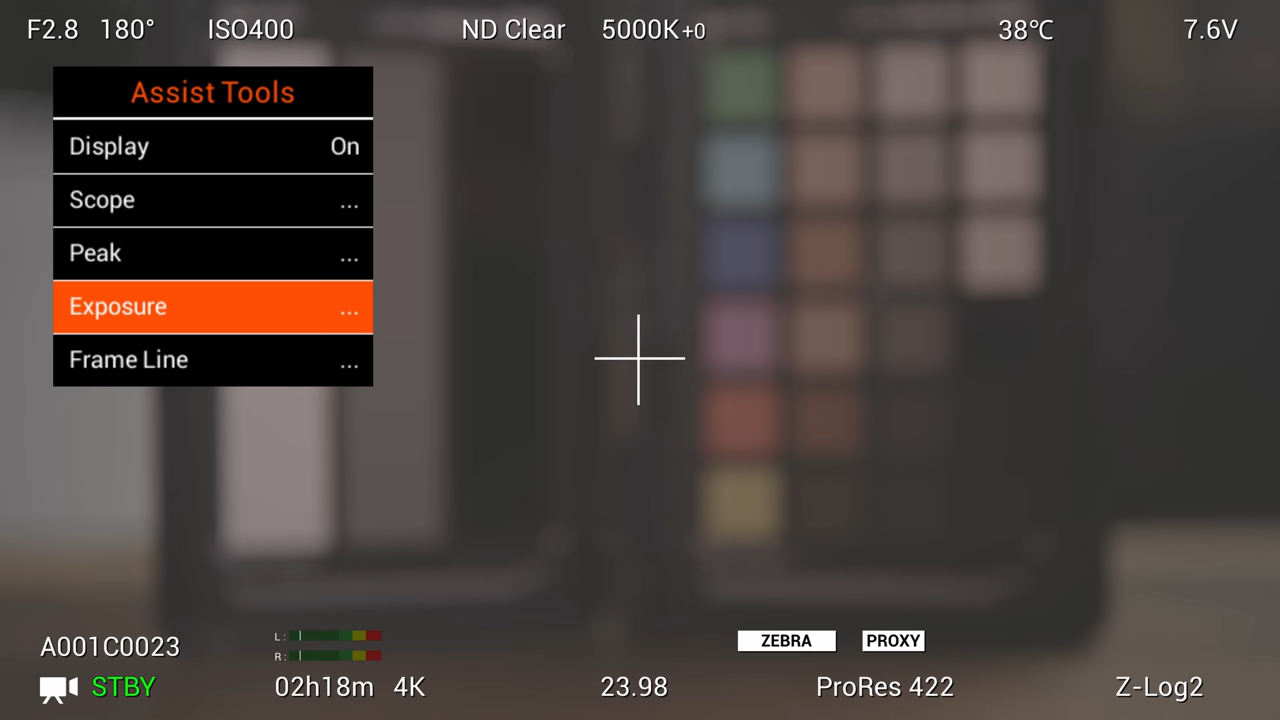 F2.8 180° ISO400 ND Clear 5000K+0 38℃ 7.6V
Assist Tools
Display On
Scope ...
Peak ...
Exposure ...
Frame Line ...
A001C0023 L: ZEBRA PROXY
R:
STBY 02h18m 4K 23.98 ProRes 422 Z-Log2